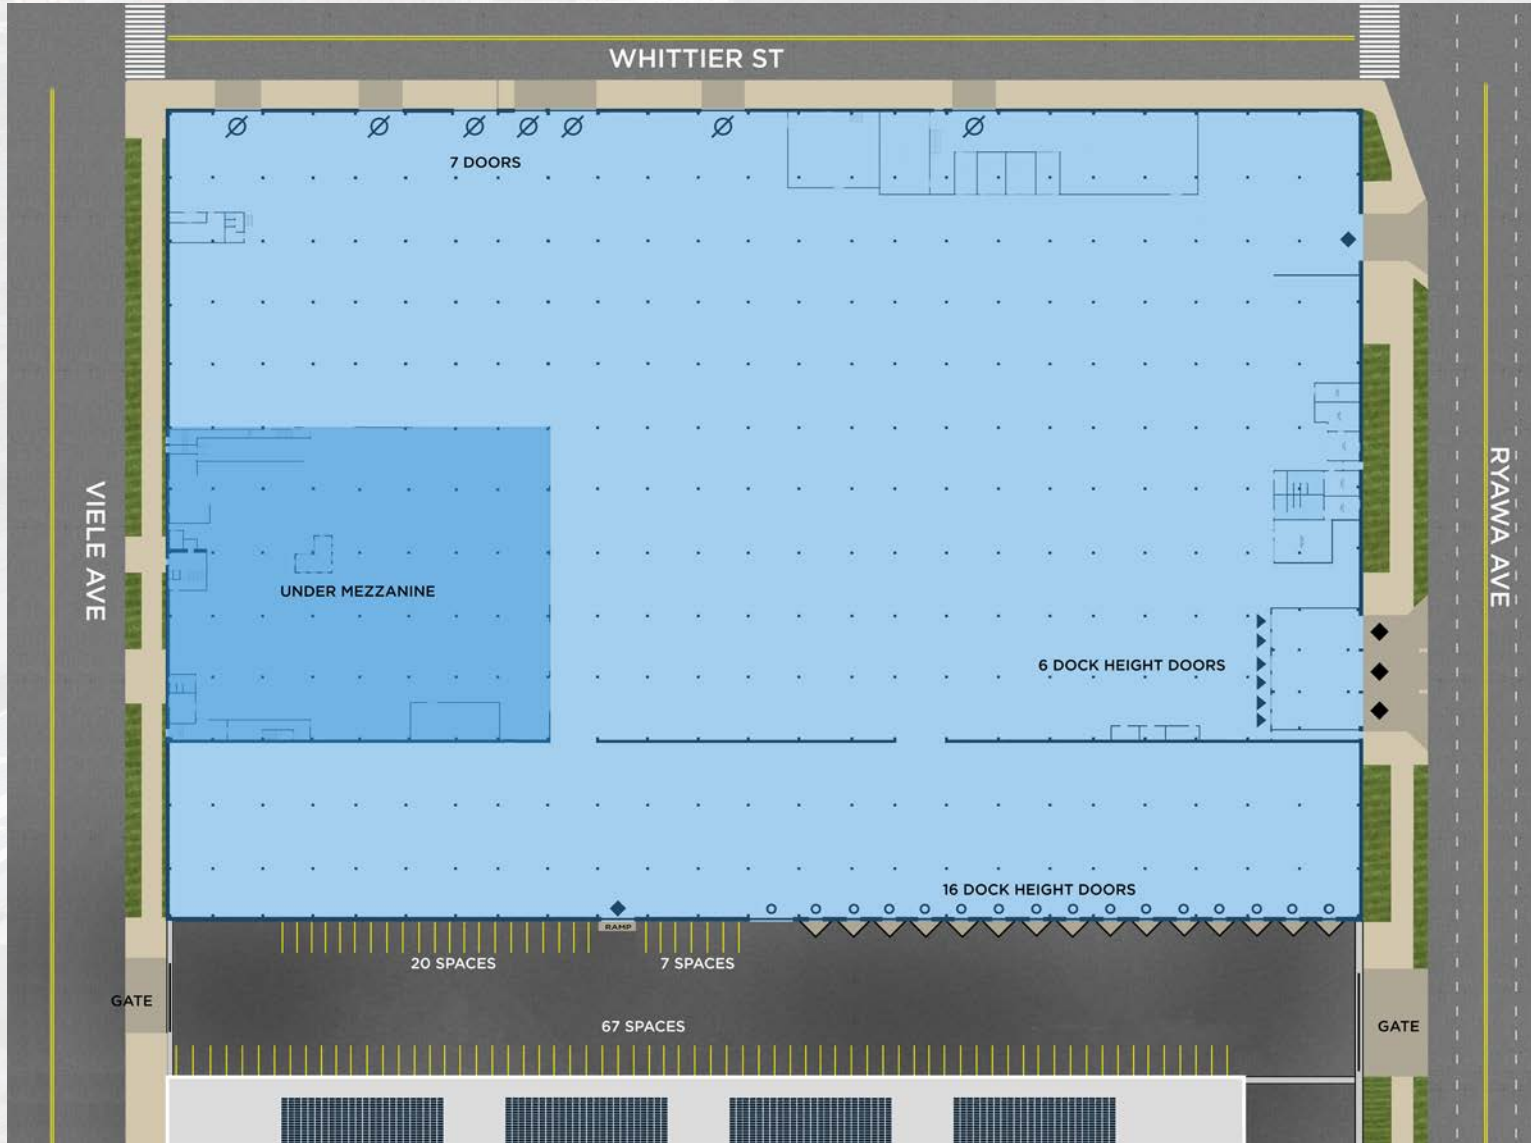 WHITTIER ST
7 DOORS
VIELE AVE
RYAWA AVE
UNDER MEZZANINE
6 DOCK HEIGHT DOORS
16 DOCK HEIGHT DOORS
RAMP
20 SPACES
7 SPACES
GATE
67 SPACES
GATE